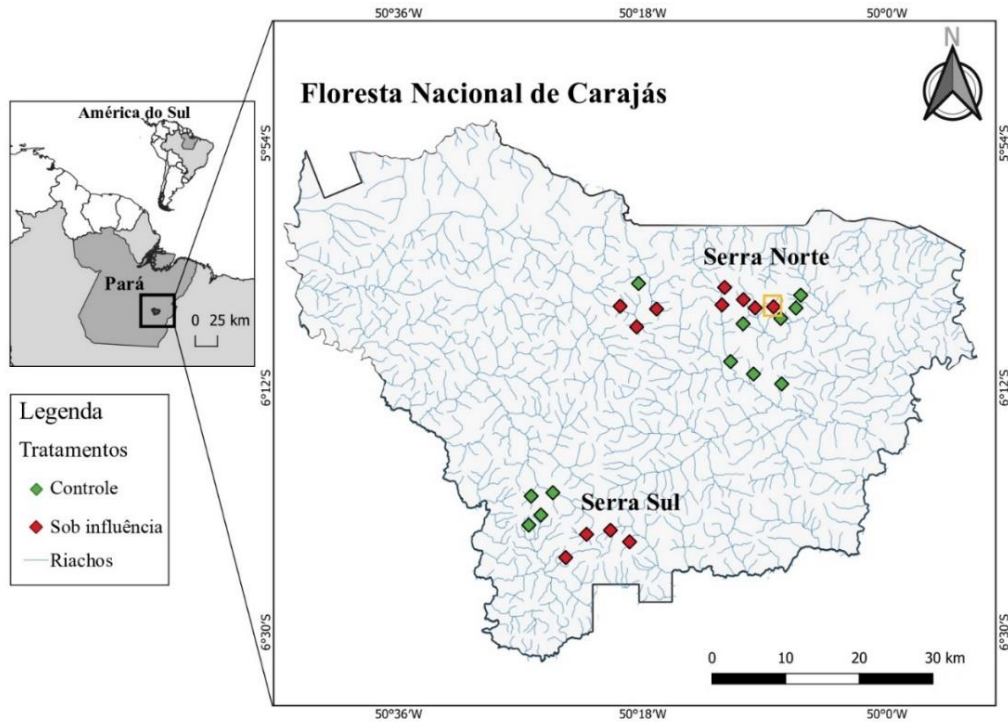 50°36'W 50°18'W 50°0'W
N
Floresta Nacional de Carajás
América do Sul
5°54'S 5°54'S
Serra Norte
Pará
0 25 km
6°12'S 6°12'S
Legenda
Tratamentos
Controle
Sob influência
Riachos
Serra Sul
6°30'S 6°30'S
0 10 20 30 km
50°36'W 50°18'W 50°0'W